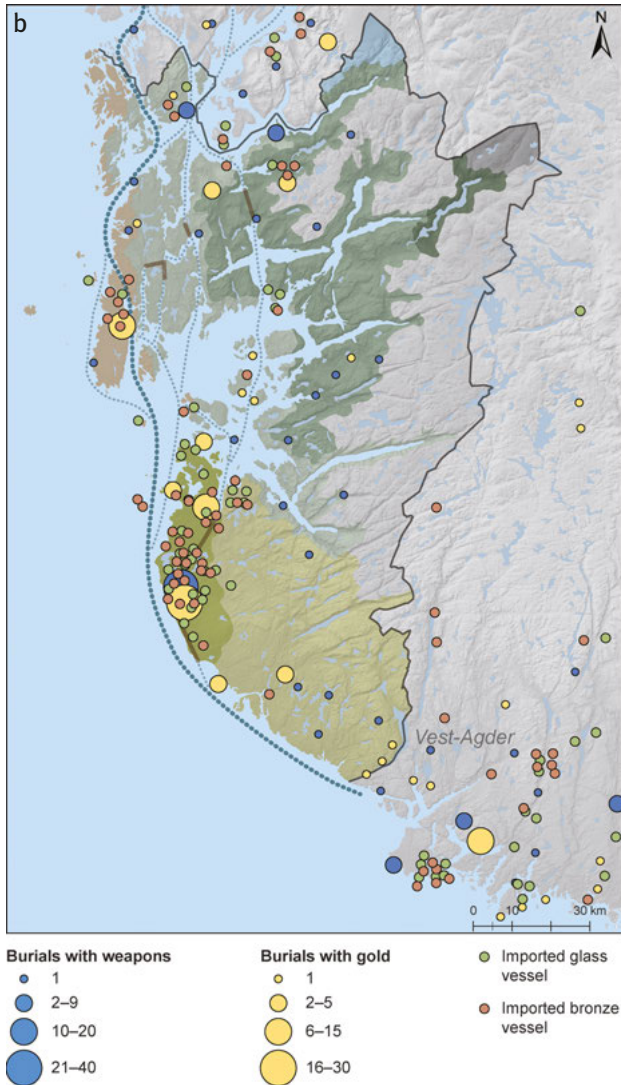 b
N
Vest-Agder
0 10 30 km
Burials with weapons
1
2–9
10–20
21–40
Burials with gold
1
2–5
6–15
16–30
Imported glass
vessel
Imported bronze
vessel